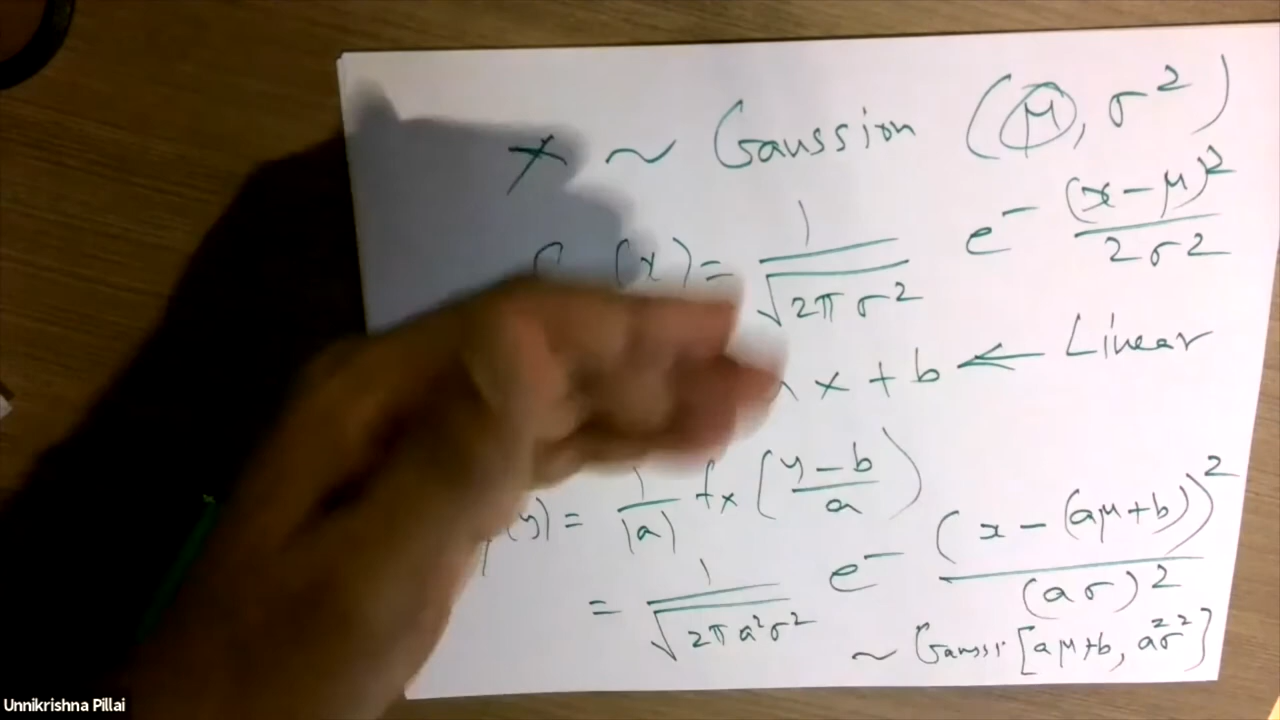 X ~ Gaussion (μ, σ²)
f (x) = 1/√(2πσ²) e^-(x-μ)²/2σ²
x + b ← Linear
(y) = 1/|a| fx ((y-b)/a)
= 1/√(2πa²σ²) e^-(x-(aμ+b))²/(aσ)²
~ Gaussi [aμ+b, a²σ²]
Unnikrishna Pillai